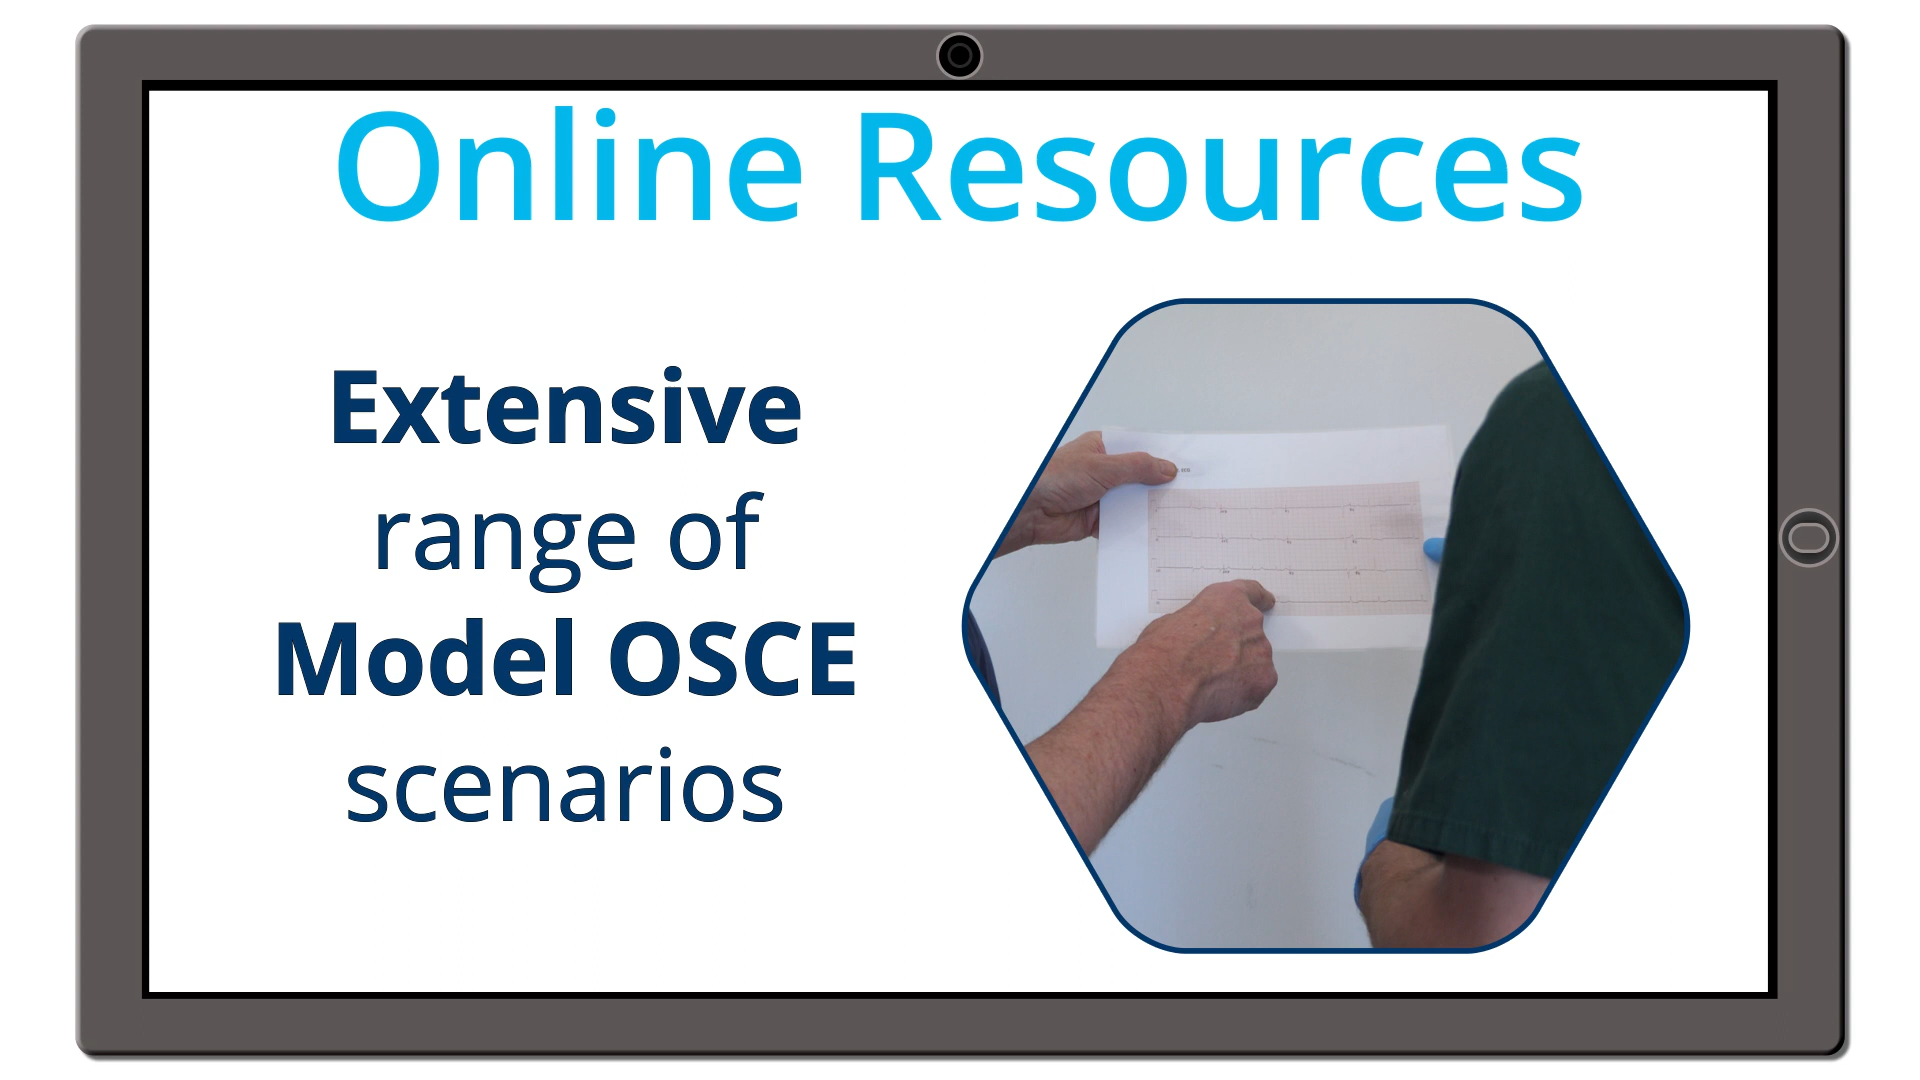 Online Resources
Extensive
range of
Model OSCE
scenarios